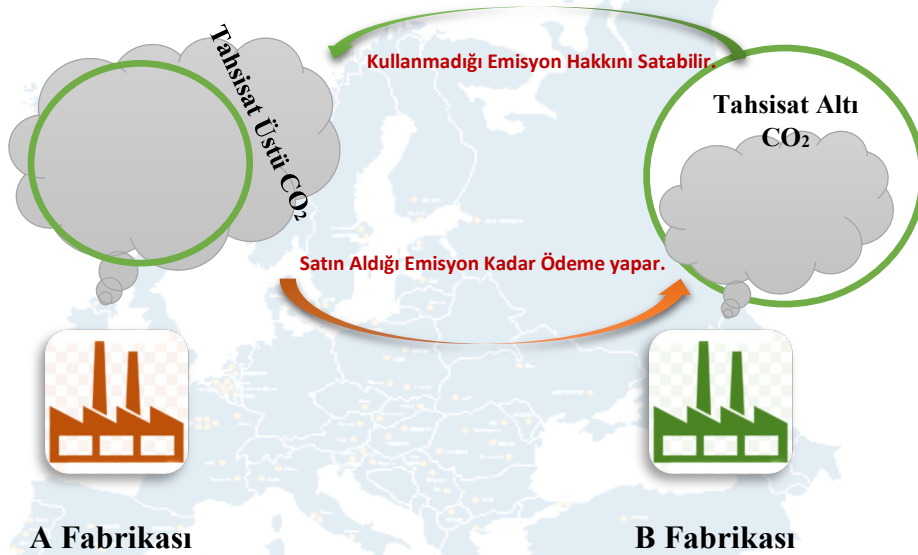 Tahsisat Üstü CO₂
Kullanmadığı Emisyon Hakkını Satabilir.
Tahsisat Altı
CO₂
Satın Aldığı Emisyon Kadar Ödeme yapar.
A Fabrikası
B Fabrikası